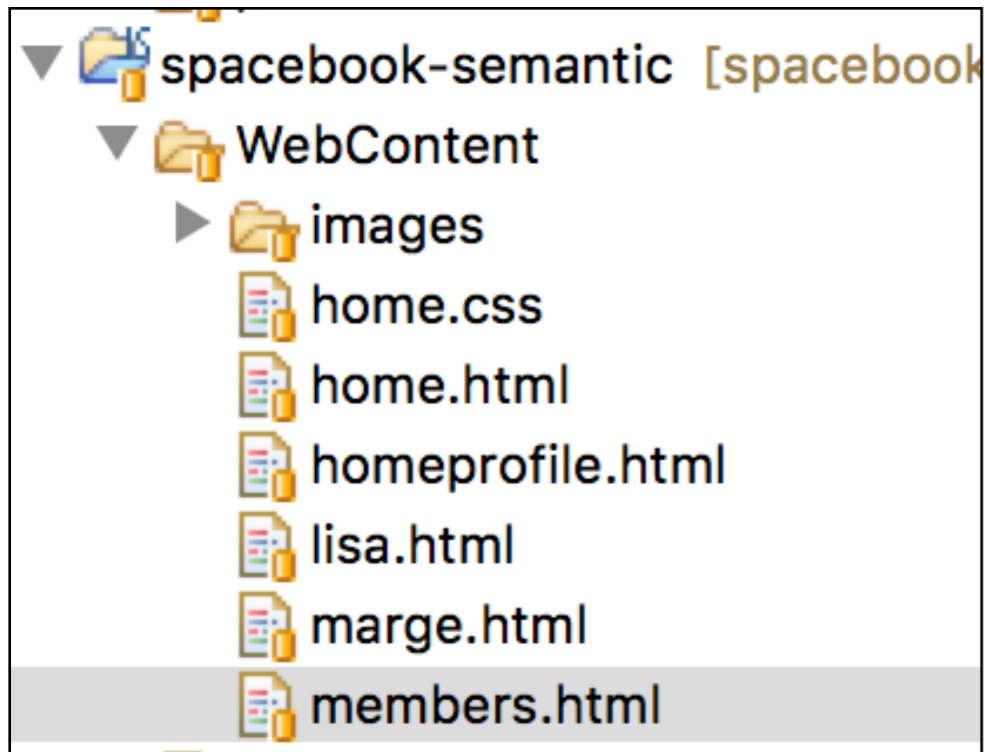 spacebook-semantic [spacebook
WebContent
images
home.css
home.html
homeprofile.html
lisa.html
marge.html
members.html